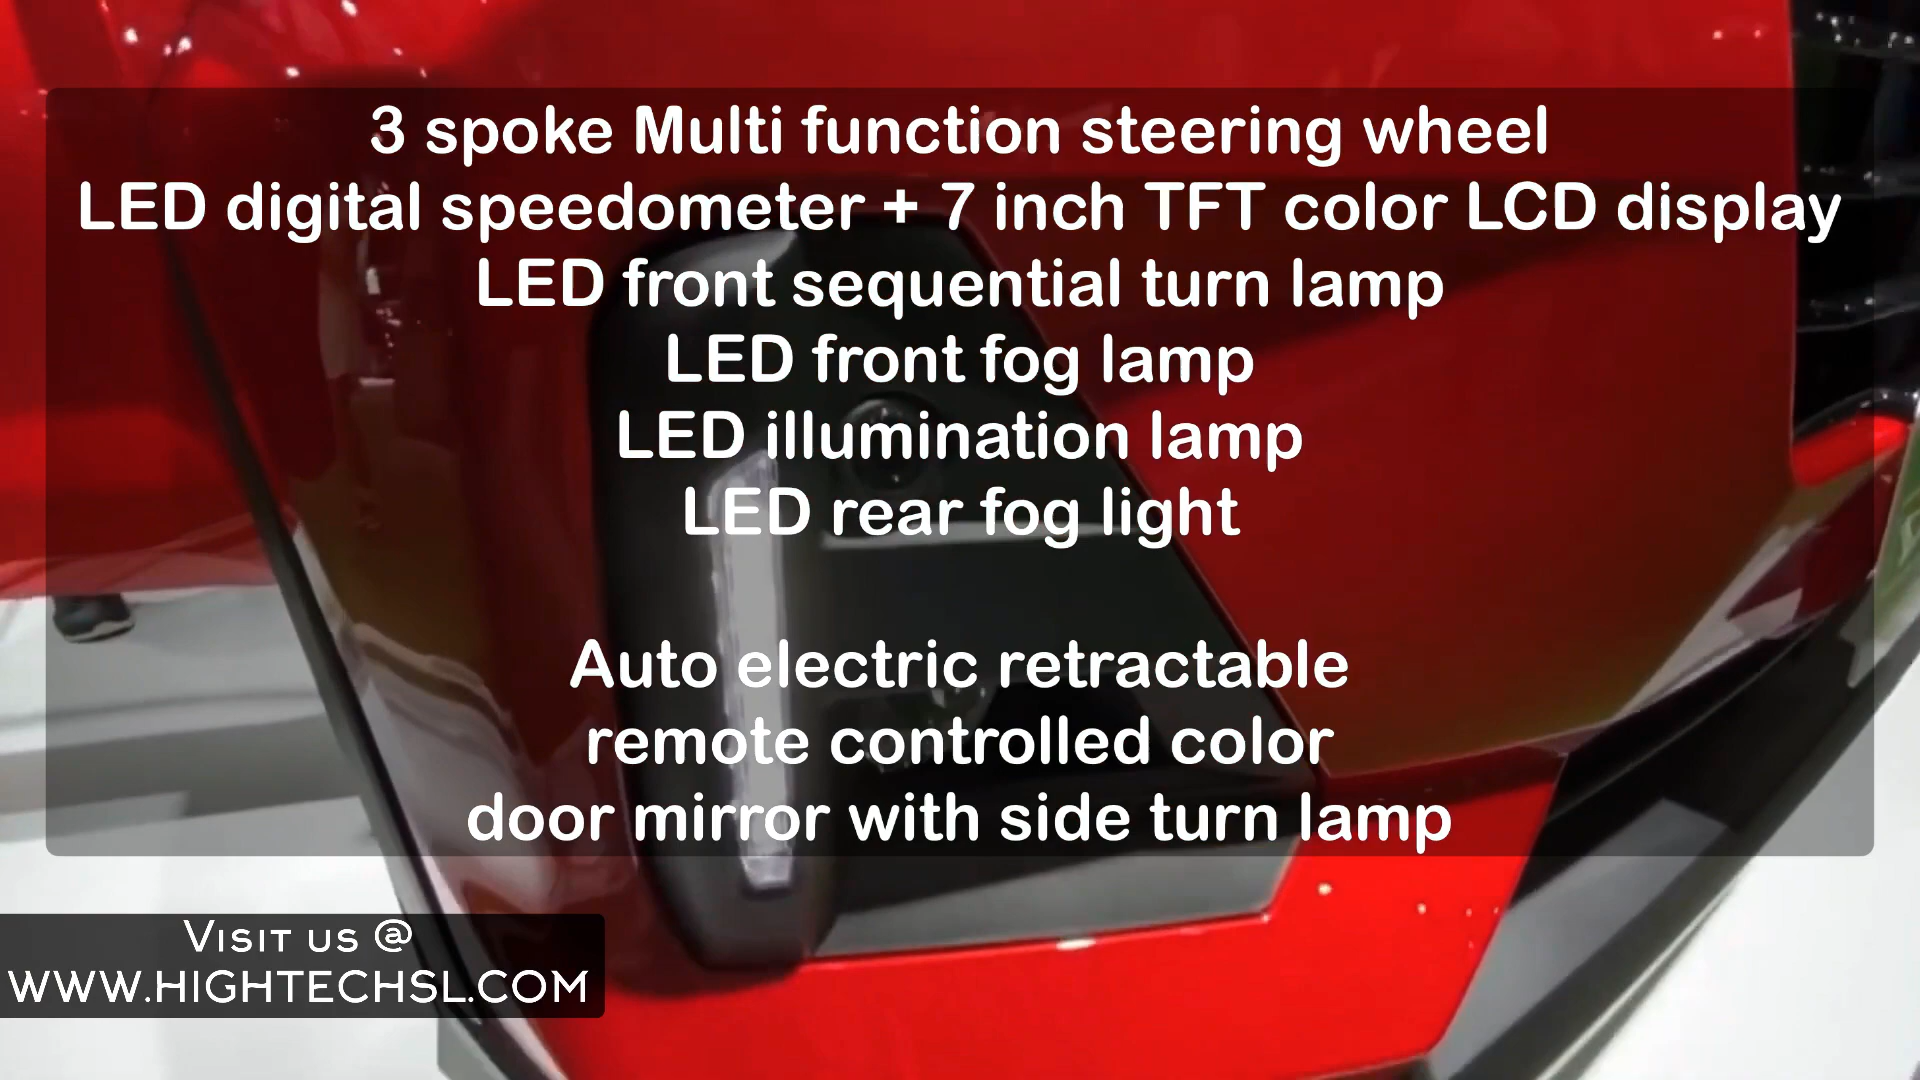 3 spoke Multi function steering wheel
LED digital speedometer + 7 inch TFT color LCD display
LED front sequential turn lamp
LED front fog lamp
LED illumination lamp
LED rear fog light
Auto electric retractable
remote controlled color
door mirror with side turn lamp
Visit us @
www.hightechsl.com